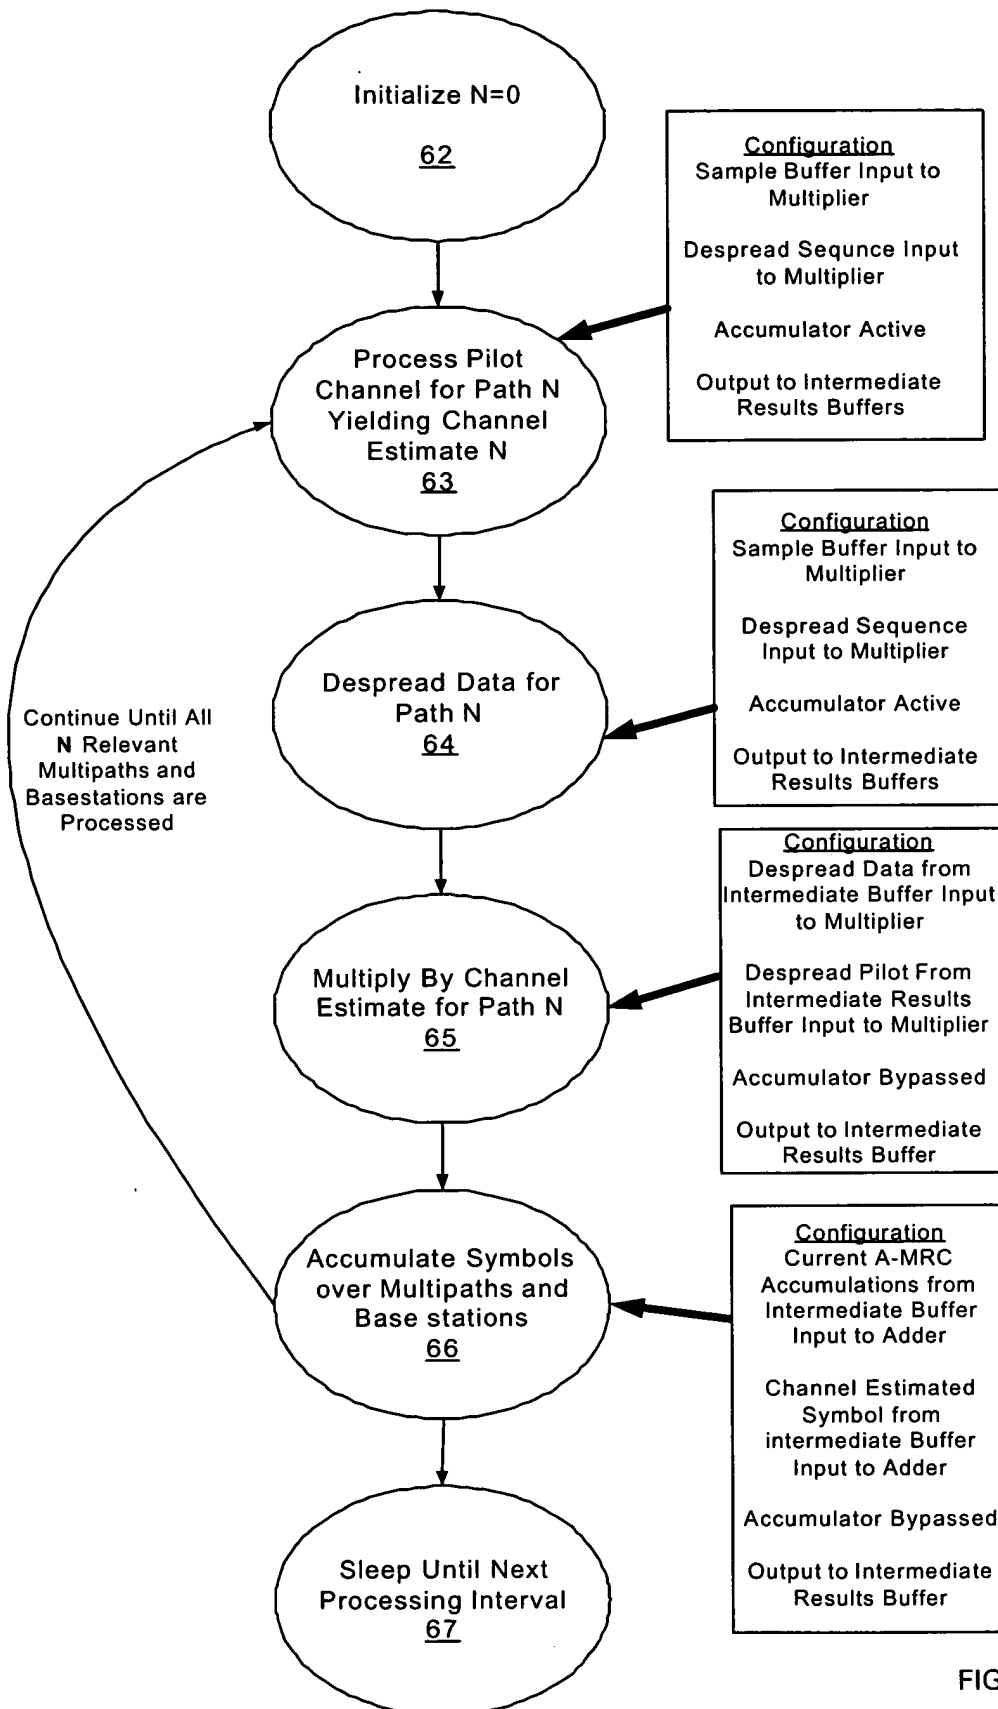 Initialize N=0
62
Configuration
Sample Buffer Input to
Multiplier
Despread Sequnce Input
to Multiplier
Accumulator Active
Output to Intermediate
Results Buffers
Process Pilot
Channel for Path N
Yielding Channel
Estimate N
63
Configuration
Sample Buffer Input to
Multiplier
Despread Sequence
Input to Multiplier
Accumulator Active
Output to Intermediate
Results Buffers
Despread Data for
Path N
64
Continue Until All
N Relevant
Multipaths and
Basestations are
Processed
Configuration
Despread Data from
Intermediate Buffer Input
to Multiplier
Despread Pilot From
Intermediate Results
Buffer Input to Multiplier
Accumulator Bypassed
Output to Intermediate
Results Buffer
Multiply By Channel
Estimate for Path N
65
Configuration
Current A-MRC
Accumulations from
Intermediate Buffer
Input to Adder
Channel Estimated
Symbol from
intermediate Buffer
Input to Adder
Accumulator Bypassed
Output to Intermediate
Results Buffer
Accumulate Symbols
over Multipaths and
Base stations
66
Sleep Until Next
Processing Interval
67
FIG